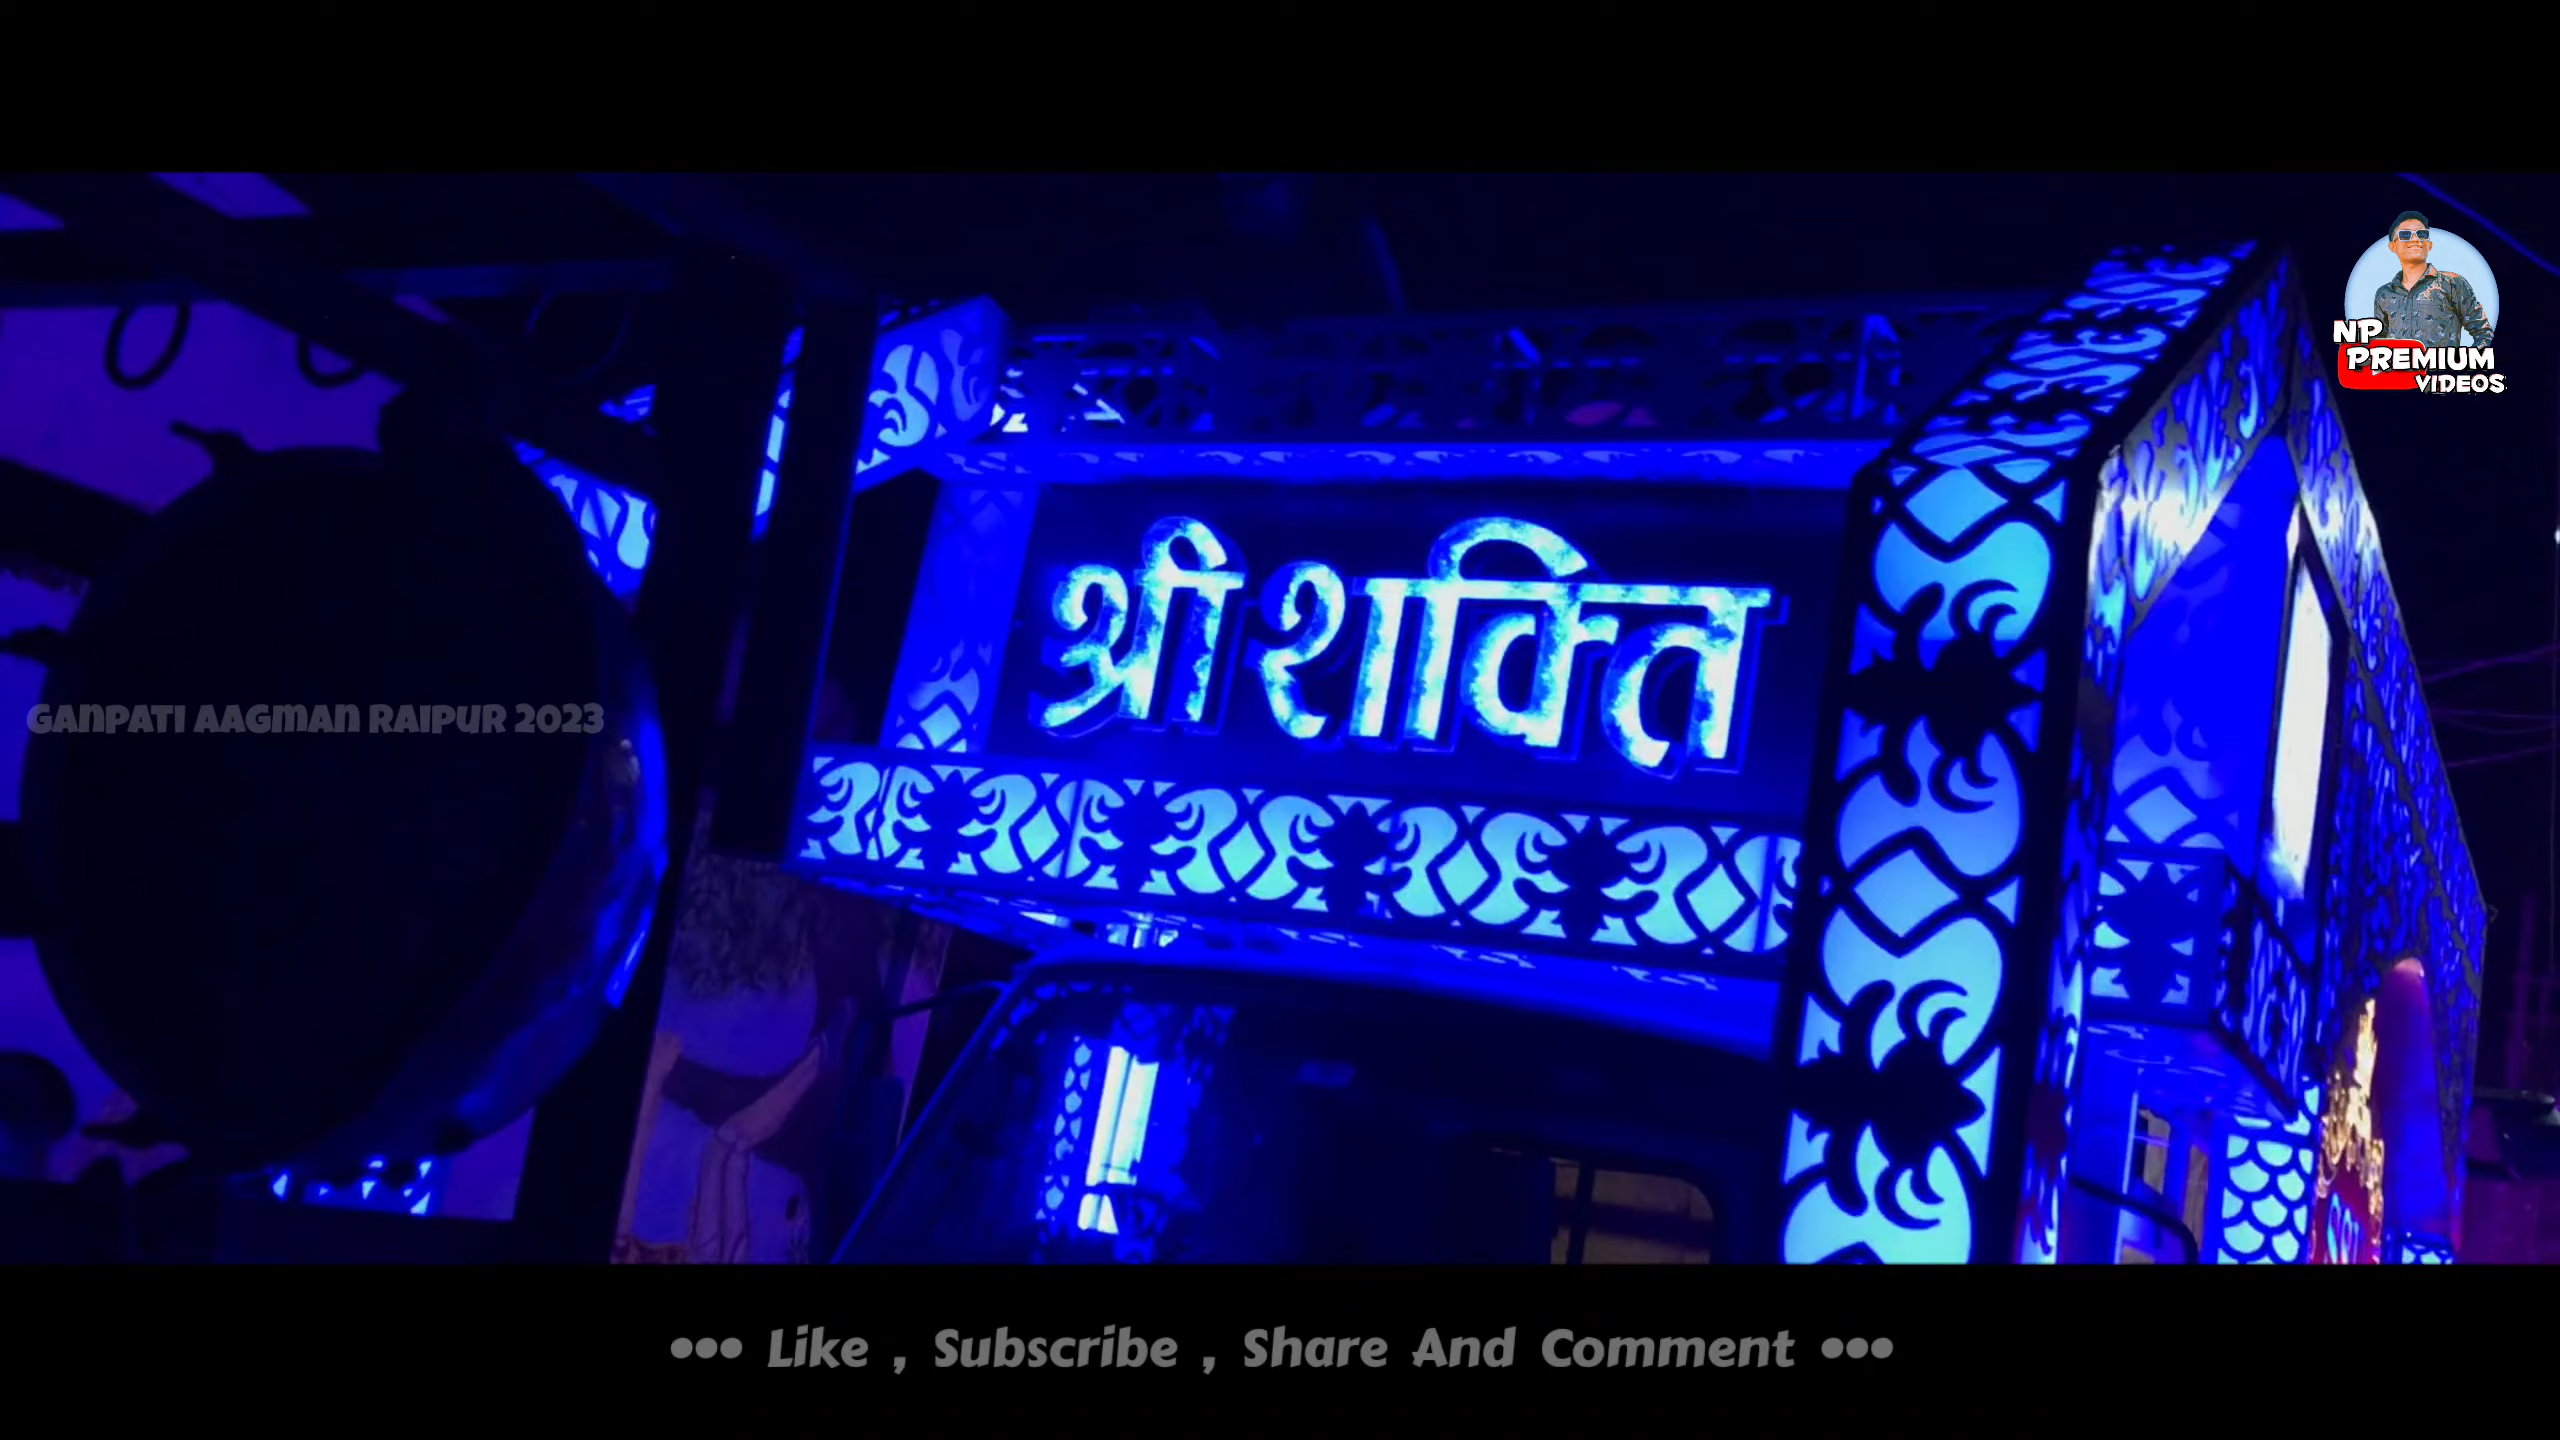 NP
PREMIUM
VIDEOS
श्री शक्ति
GANPATI AAGMAN RAIPUR 2023
••• Like , Subscribe , Share And Comment •••